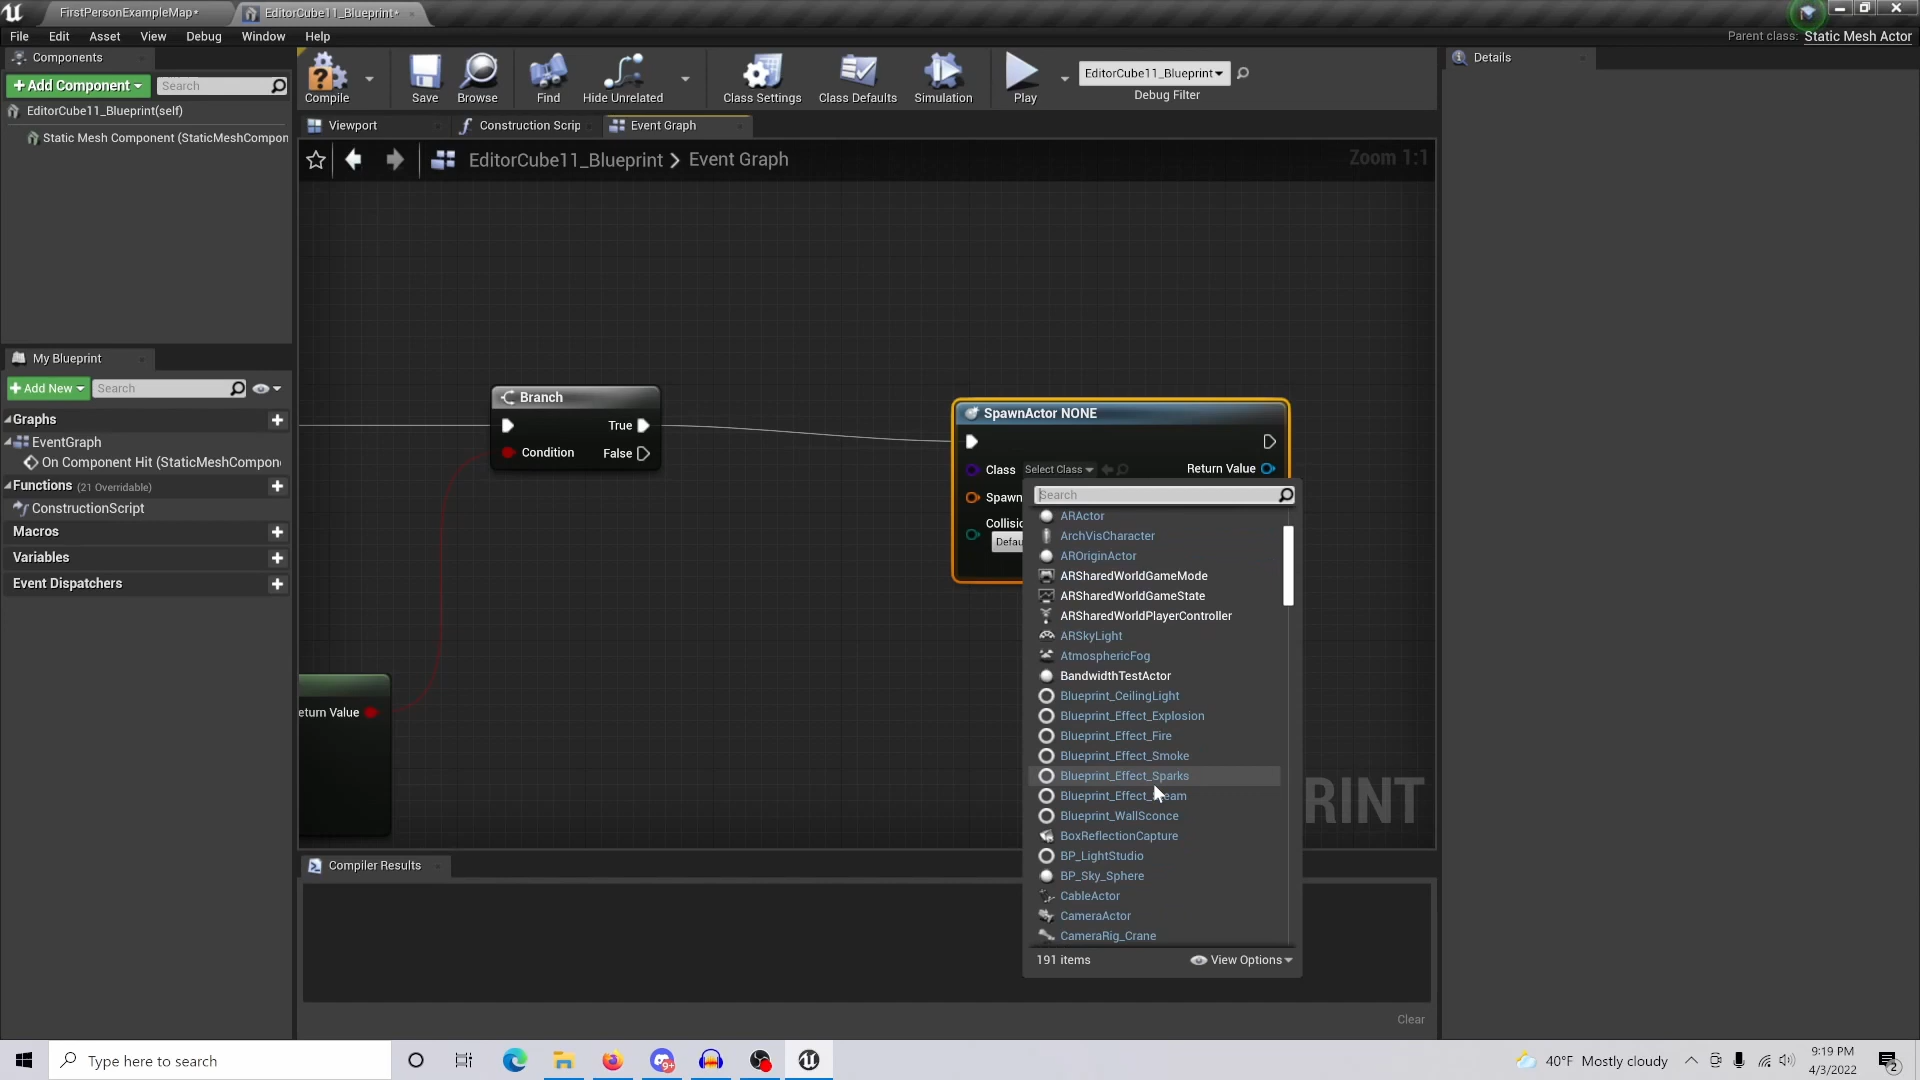 FirstPersonExampleMap*
EditorCube11_Blueprint*
File Edit Asset View Debug Window Help
Parent class: Static Mesh Actor
Components
+ Add Component
Search
EditorCube11_Blueprint(self)
Static Mesh Component (StaticMeshCompon
My Blueprint
+ Add New
Search
Graphs
EventGraph
On Component Hit (StaticMeshCompon
Functions (21 Overridable)
ConstructionScript
Macros
Variables
Event Dispatchers
Compile
Save
Browse
Find
Hide Unrelated
Class Settings
Class Defaults
Simulation
Play
EditorCube11_Blueprint
Debug Filter
Viewport
Construction Scrip
Event Graph
EditorCube11_Blueprint > Event Graph
Zoom 1:1
Branch
True
Condition
False
eturn Value
SpawnActor NONE
Class Select Class
Return Value
Spawn
Collisio
Defau
Search
ARActor
ArchVisCharacter
AROriginActor
ARSharedWorldGameMode
ARSharedWorldGameState
ARSharedWorldPlayerController
ARSkyLight
AtmosphericFog
BandwidthTestActor
Blueprint_CeilingLight
Blueprint_Effect_Explosion
Blueprint_Effect_Fire
Blueprint_Effect_Smoke
Blueprint_Effect_Sparks
Blueprint_Effect_Steam
Blueprint_WallSconce
BoxReflectionCapture
BP_LightStudio
BP_Sky_Sphere
CableActor
CameraActor
CameraRig_Crane
191 items
View Options
RINT
Compiler Results
Clear
Details
Type here to search
9+
40°F Mostly cloudy
9:19 PM
4/3/2022
2